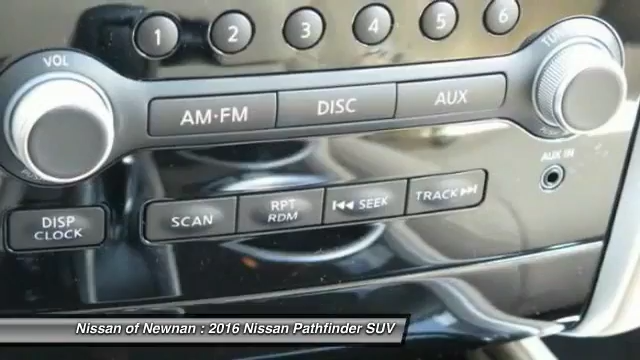 1 2 3 4 5 6
VOL
TUNE
AM·FM DISC AUX
AUX IN
DISP
CLOCK
SCAN
RPT
RDM
SEEK
TRACK
Nissan of Newnan : 2016 Nissan Pathfinder SUV